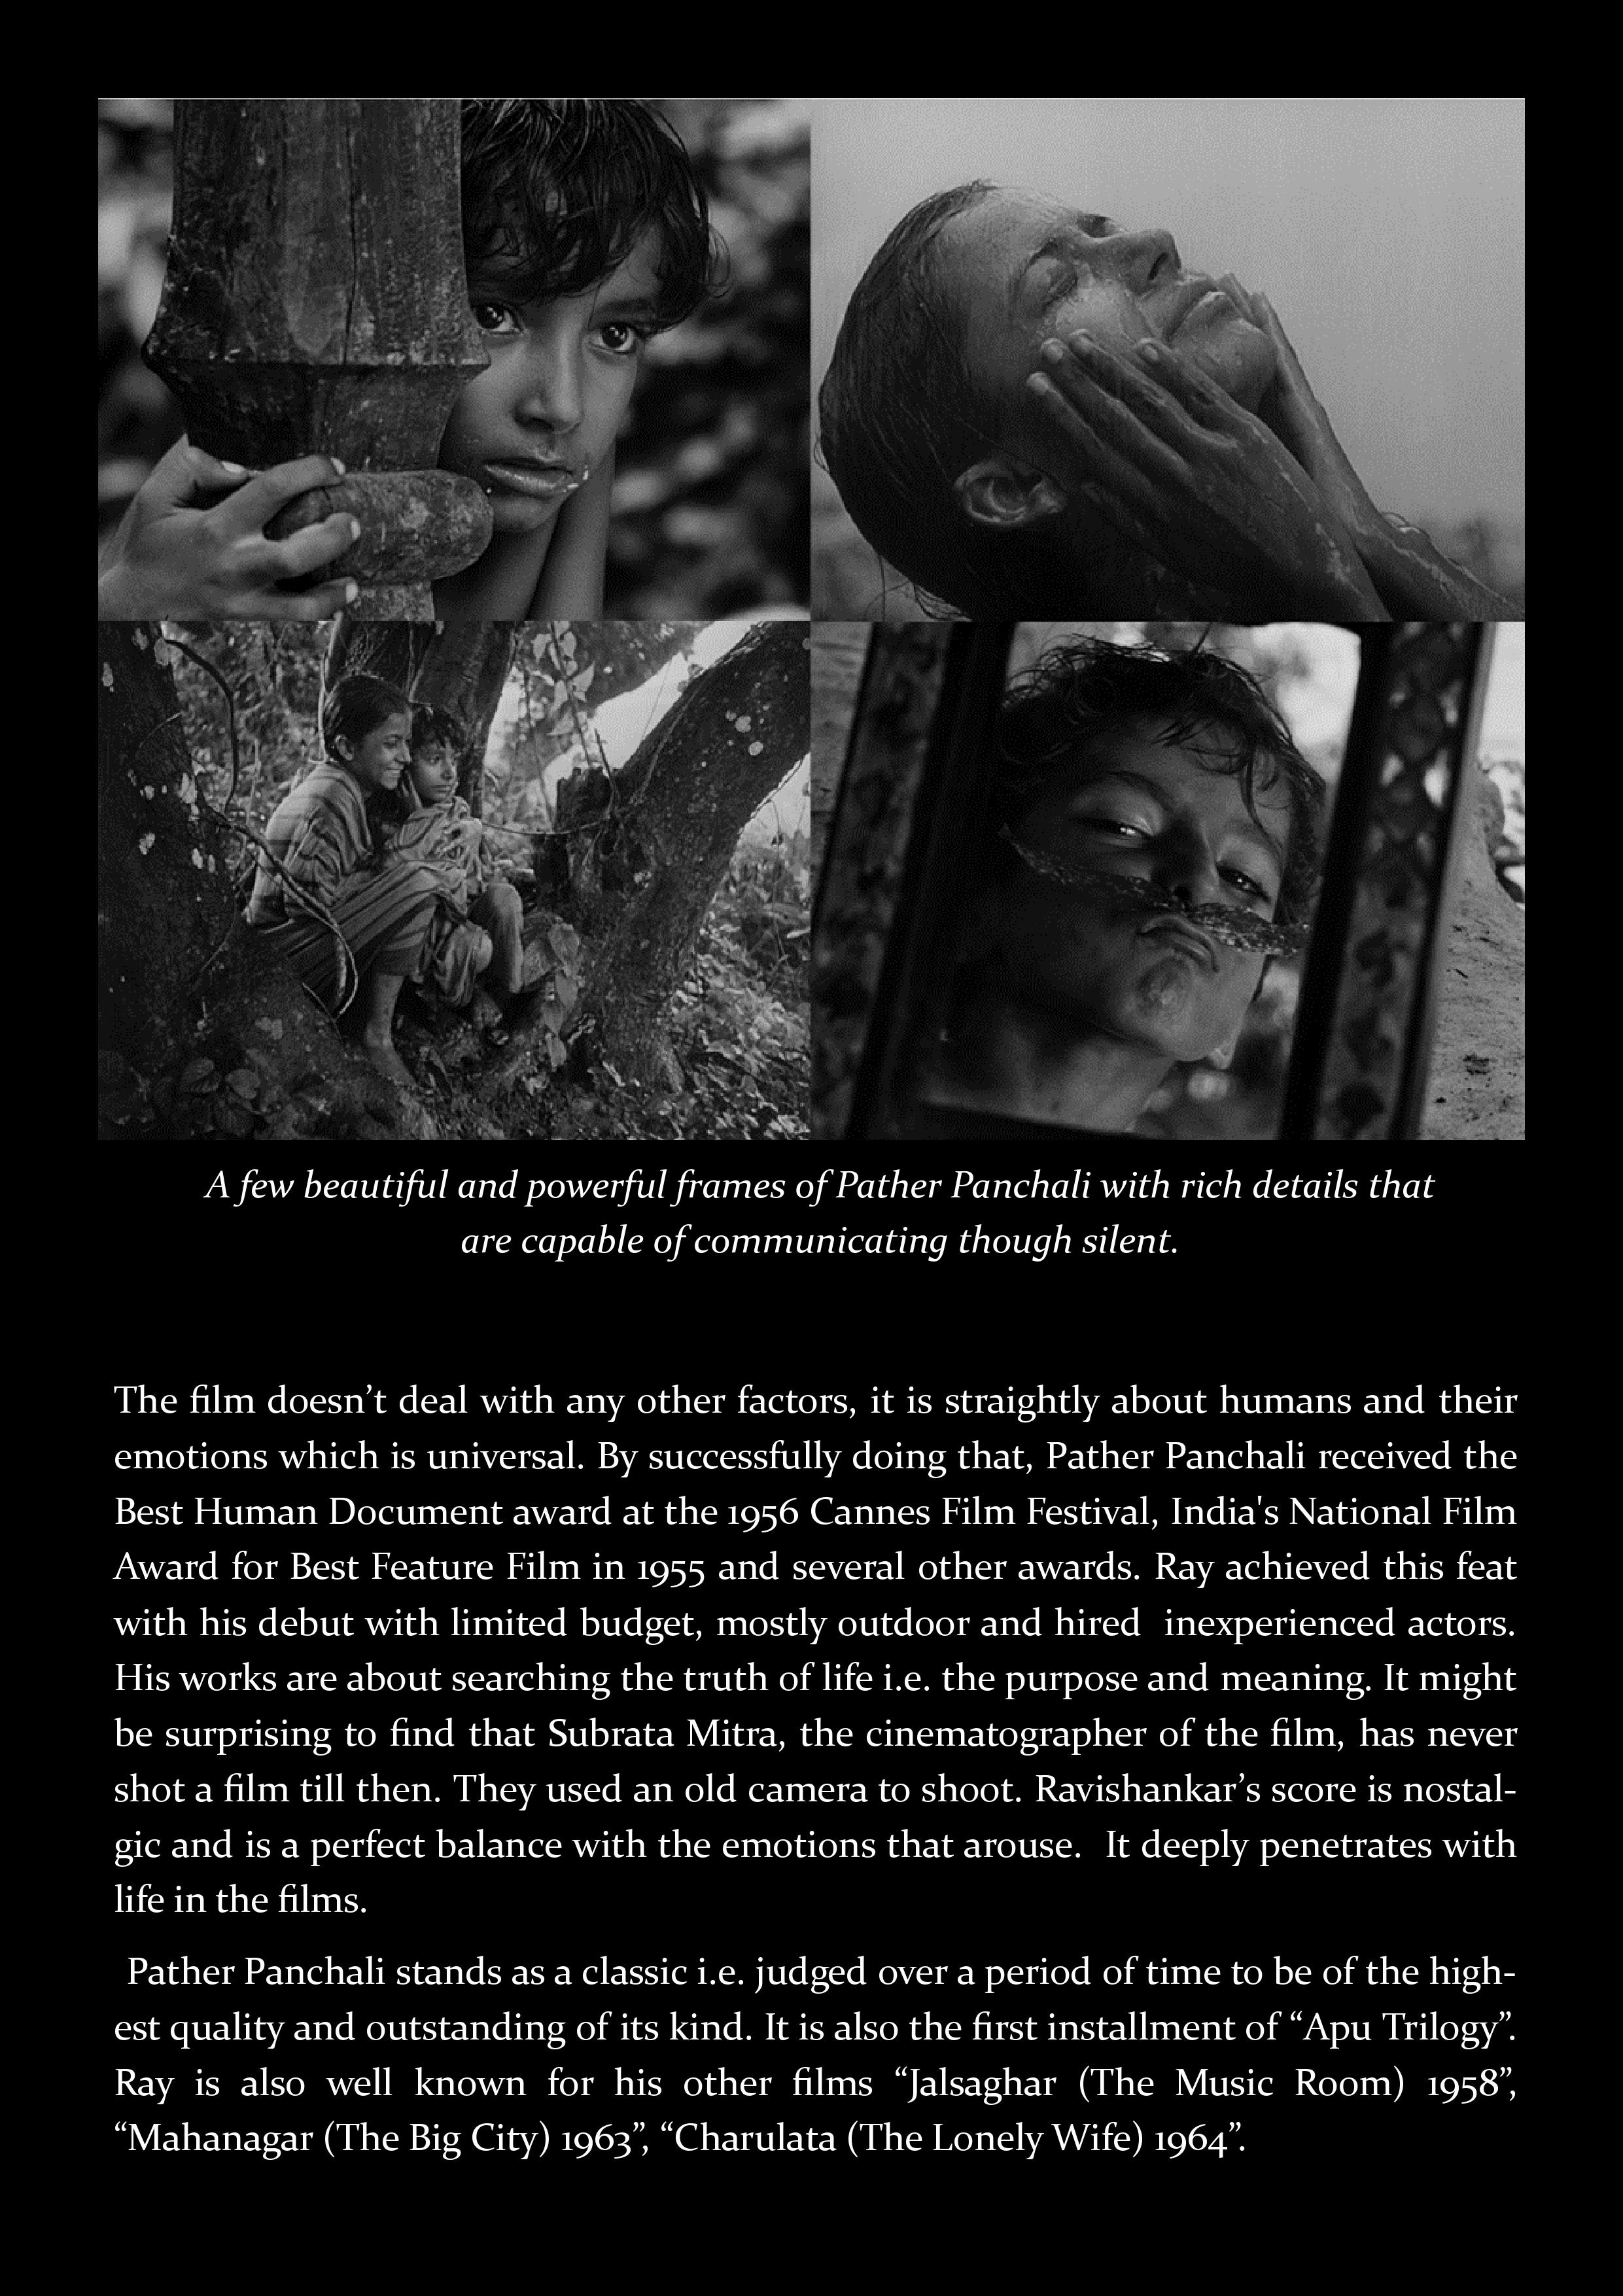 A few beautiful and powerful frames of Pather Panchali with rich details that
are capable of communicating though silent.
The film doesn’t deal with any other factors, it is straightly about humans and their
emotions which is universal. By successfully doing that, Pather Panchali received the
Best Human Document award at the 1956 Cannes Film Festival, India's National Film
Award for Best Feature Film in 1955 and several other awards. Ray achieved this feat
with his debut with limited budget, mostly outdoor and hired  inexperienced actors.
His works are about searching the truth of life i.e. the purpose and meaning. It might
be surprising to find that Subrata Mitra, the cinematographer of the film, has never
shot a film till then. They used an old camera to shoot. Ravishankar’s score is nostal-
gic and is a perfect balance with the emotions that arouse.  It deeply penetrates with
life in the films.
Pather Panchali stands as a classic i.e. judged over a period of time to be of the high-
est quality and outstanding of its kind. It is also the first installment of “Apu Trilogy”.
Ray is also well known for his other films “Jalsaghar (The Music Room) 1958”,
“Mahanagar (The Big City) 1963”, “Charulata (The Lonely Wife) 1964”.